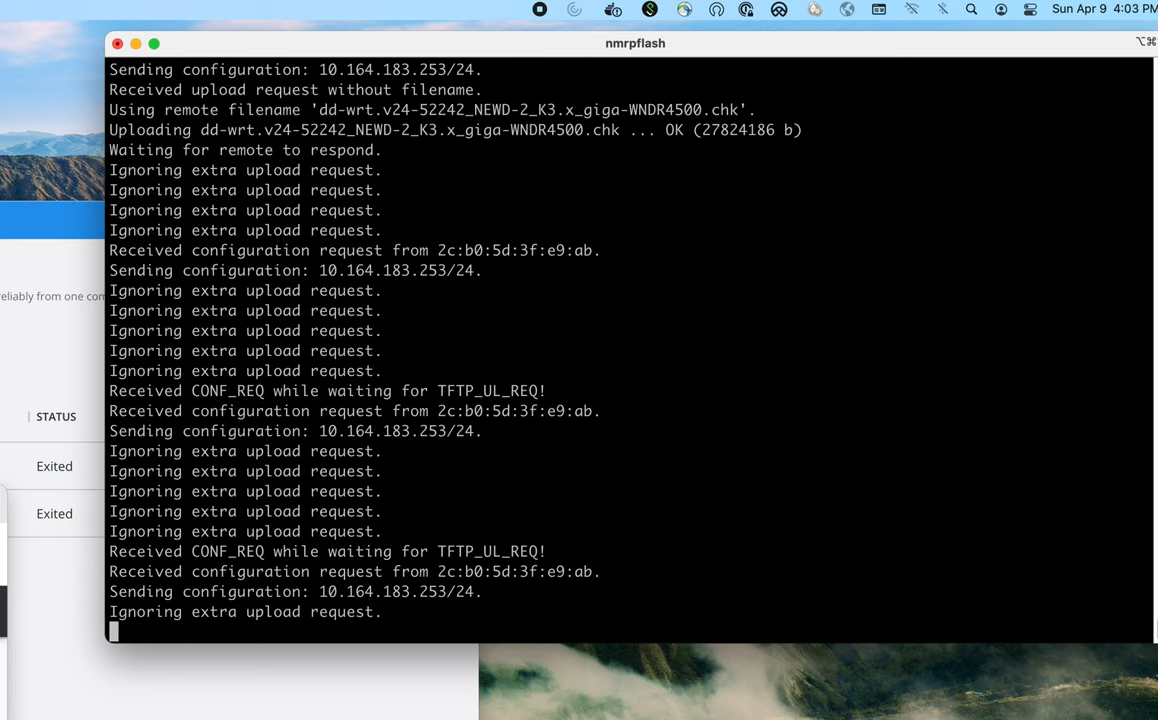 Sun Apr 9 4:03 PM
nmrpflash
⌥⌘
Sending configuration: 10.164.183.253/24.
Received upload request without filename.
Using remote filename 'dd-wrt.v24-52242_NEWD-2_K3.x_giga-WNDR4500.chk'.
Uploading dd-wrt.v24-52242_NEWD-2_K3.x_giga-WNDR4500.chk ... OK (27824186 b)
Waiting for remote to respond.
Ignoring extra upload request.
Ignoring extra upload request.
Ignoring extra upload request.
Ignoring extra upload request.
Received configuration request from 2c:b0:5d:3f:e9:ab.
Sending configuration: 10.164.183.253/24.
Ignoring extra upload request.
Ignoring extra upload request.
Ignoring extra upload request.
Ignoring extra upload request.
Ignoring extra upload request.
Received CONF_REQ while waiting for TFTP_UL_REQ!
Received configuration request from 2c:b0:5d:3f:e9:ab.
Sending configuration: 10.164.183.253/24.
Ignoring extra upload request.
Ignoring extra upload request.
Ignoring extra upload request.
Ignoring extra upload request.
Ignoring extra upload request.
Received CONF_REQ while waiting for TFTP_UL_REQ!
Received configuration request from 2c:b0:5d:3f:e9:ab.
Sending configuration: 10.164.183.253/24.
Ignoring extra upload request.
eliably from one con
STATUS
Exited
Exited